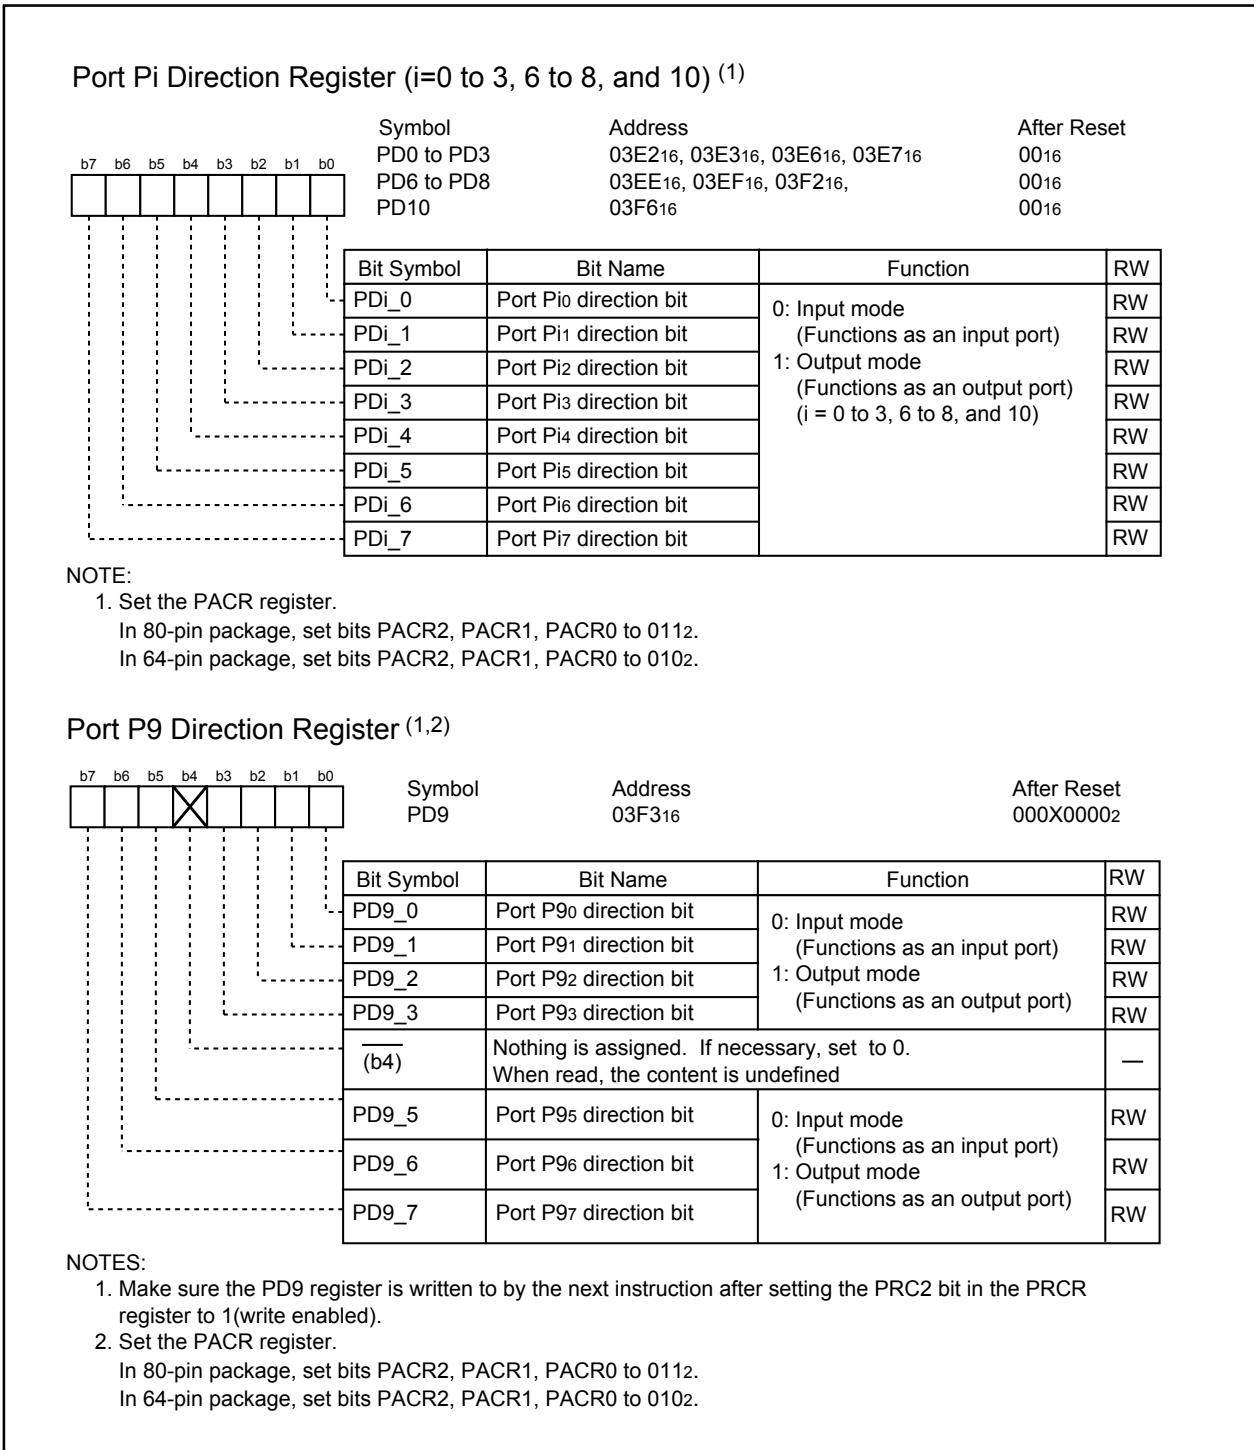 Port Pi Direction Register (i=0 to 3, 6 to 8, and 10) (1)
Symbol Address After Reset
PD0 to PD3 03E216, 03E316, 03E616, 03E716 0016
PD6 to PD8 03EE16, 03EF16, 03F216, 0016
PD10 03F616 0016
b7 b6 b5 b4 b3 b2 b1 b0
Bit Symbol Bit Name Function RW
PDi_0 Port Pi0 direction bit 0: Input mode RW
PDi_1 Port Pi1 direction bit (Functions as an input port) RW
PDi_2 Port Pi2 direction bit 1: Output mode RW
PDi_3 Port Pi3 direction bit (Functions as an output port) RW
(i = 0 to 3, 6 to 8, and 10)
PDi_4 Port Pi4 direction bit RW
PDi_5 Port Pi5 direction bit RW
PDi_6 Port Pi6 direction bit RW
PDi_7 Port Pi7 direction bit RW
NOTE:
1. Set the PACR register.
In 80-pin package, set bits PACR2, PACR1, PACR0 to 0112.
In 64-pin package, set bits PACR2, PACR1, PACR0 to 0102.
Port P9 Direction Register (1,2)
b7 b6 b5 b4 b3 b2 b1 b0
Symbol Address After Reset
PD9 03F316 000X00002
Bit Symbol Bit Name Function RW
PD9_0 Port P90 direction bit 0: Input mode RW
PD9_1 Port P91 direction bit (Functions as an input port) RW
PD9_2 Port P92 direction bit 1: Output mode RW
PD9_3 Port P93 direction bit (Functions as an output port) RW
(b4) Nothing is assigned. If necessary, set to 0. —
When read, the content is undefined
PD9_5 Port P95 direction bit 0: Input mode RW
(Functions as an input port)
PD9_6 Port P96 direction bit 1: Output mode RW
PD9_7 Port P97 direction bit (Functions as an output port) RW
NOTES:
1. Make sure the PD9 register is written to by the next instruction after setting the PRC2 bit in the PRCR
register to 1(write enabled).
2. Set the PACR register.
In 80-pin package, set bits PACR2, PACR1, PACR0 to 0112.
In 64-pin package, set bits PACR2, PACR1, PACR0 to 0102.